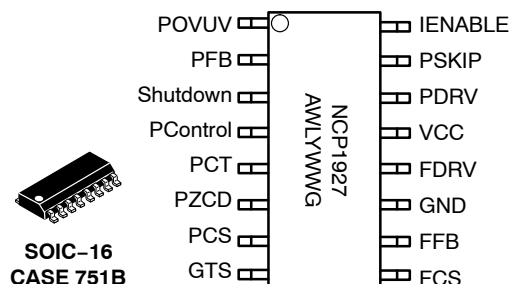 POVUV
PFB
Shutdown
PControl
PCT
PZCD
PCS
GTS
NCP1927
AWLYWWG
IENABLE
PSKIP
PDRV
VCC
FDRV
GND
FFB
FCS
SOIC−16
CASE 751B